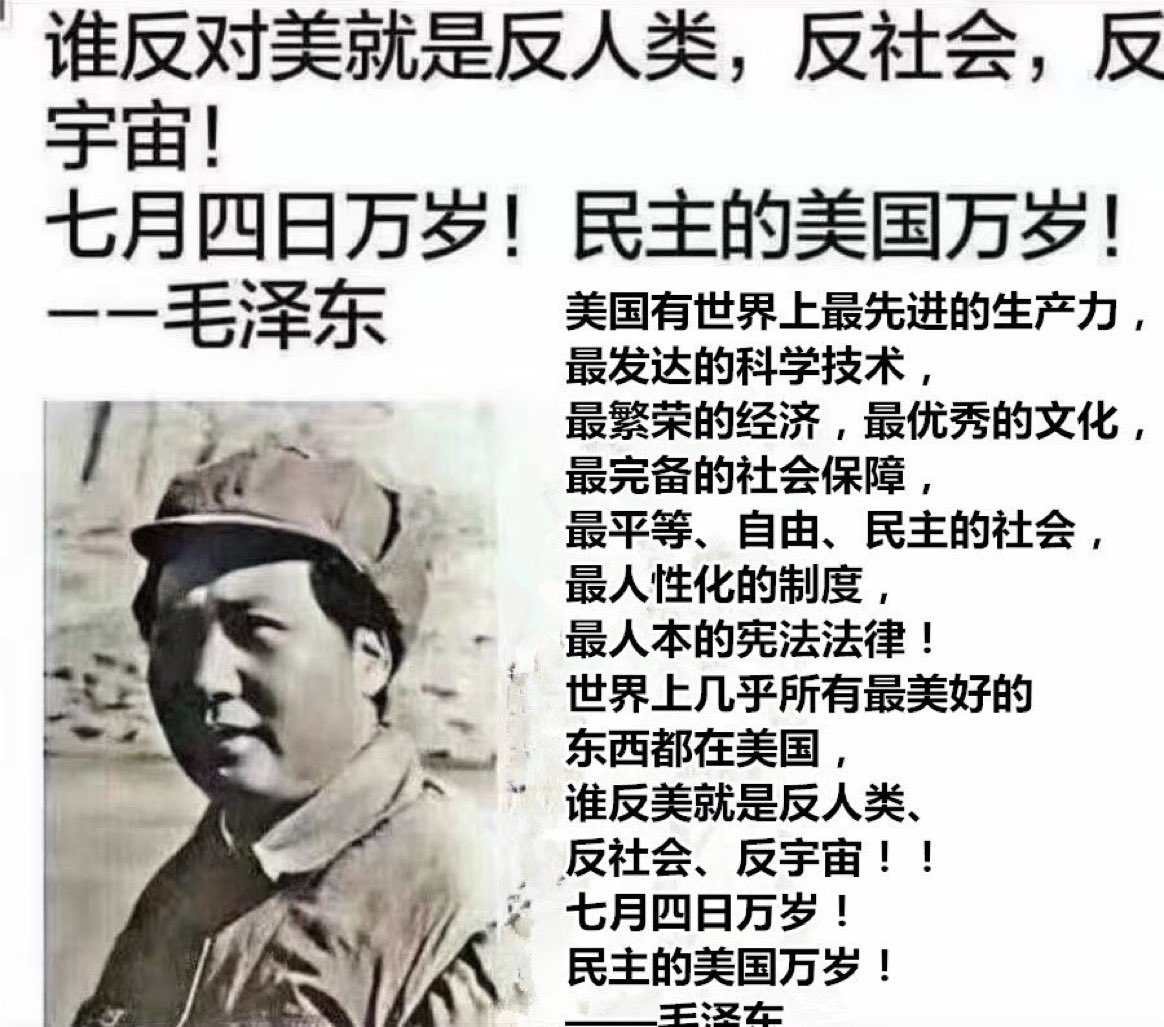 谁反对美就是反人类，反社会，反
宇宙！
七月四日万岁！民主的美国万岁！
——毛泽东
美国有世界上最先进的生产力，
最发达的科学技术，
最繁荣的经济，最优秀的文化，
最完备的社会保障，
最平等、自由、民主的社会，
最人性化的制度，
最人本的宪法法律！
世界上几乎所有最美好的
东西都在美国，
谁反美就是反人类、
反社会、反宇宙！！
七月四日万岁！
民主的美国万岁！
——毛泽东